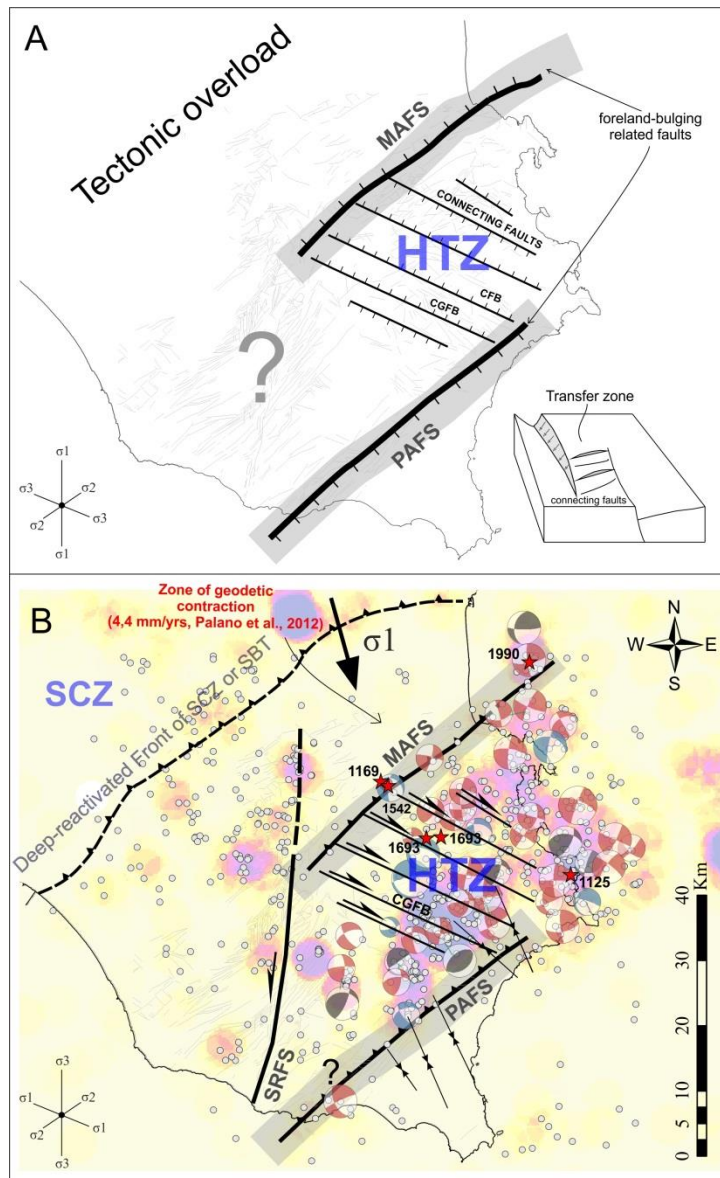 A
Tectonic overload
MAFS
foreland-bulging
related faults
CONNECTING FAULTS
HTZ
CFB
CGFB
?
PAFS
Transfer zone
connecting faults
σ1
σ3
σ2
σ2
σ3
σ1
B
Zone of geodetic
contraction
(4,4 mm/yrs, Palano et al., 2012)
σ1
N
W
E
S
1990
SCZ
Deep-reactivated Front of SCZ or SBT
MAFS
1169
1542
1693
1693
HTZ
1125
CGFB
PAFS
SRFS
?
Km
40
30
20
10
5
0
σ3
σ1
σ2
σ2
σ1
σ3